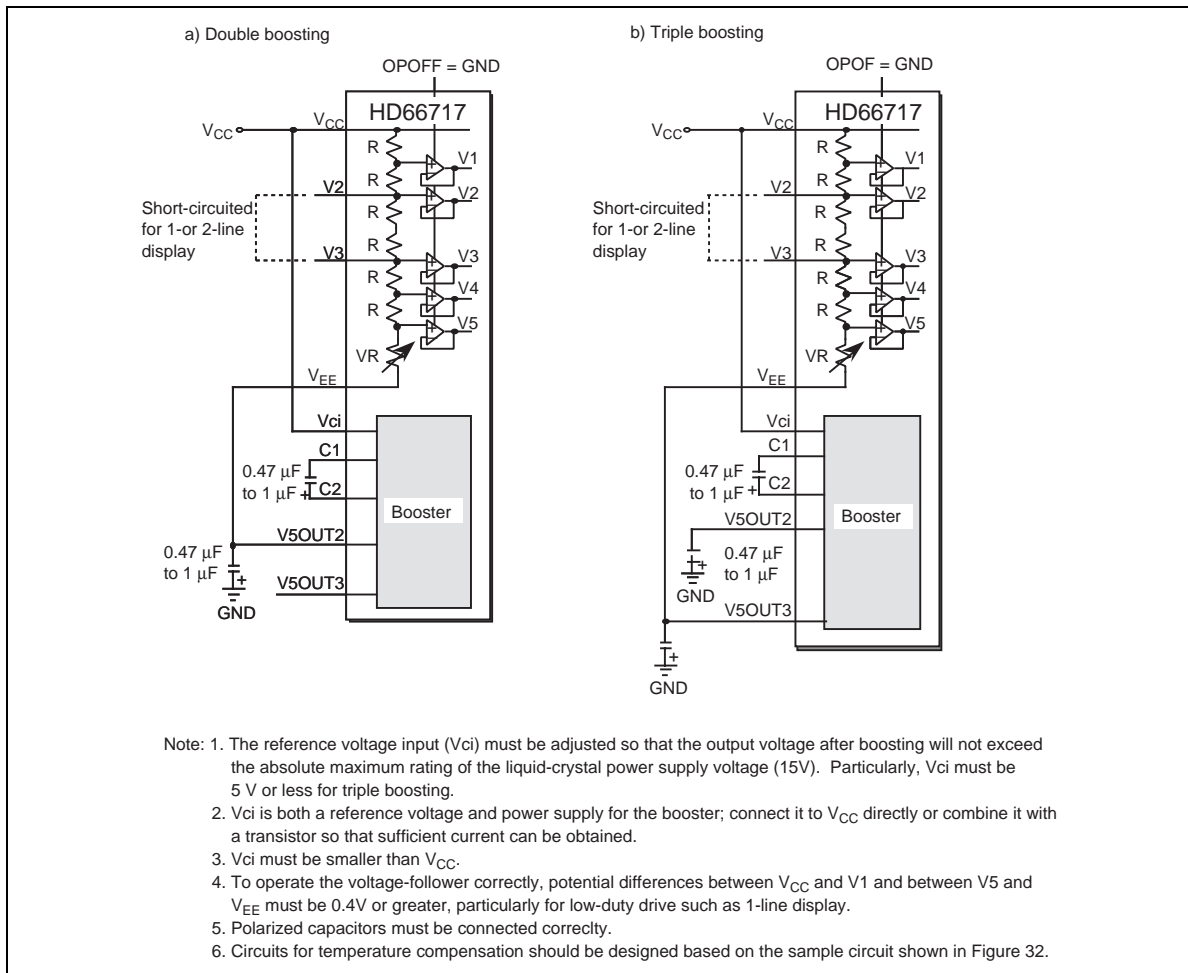 a) Double boosting
OPOFF = GND
HD66717
VCC
VCC
R
R
R
R
R
R
VR
V1
V2
V3
V4
V5
V2
V3
Short-circuited
for 1-or 2-line
display
VEE
Vci
C1
C2
0.47 μF
to 1 μF +
Booster
V5OUT2
0.47 μF
to 1 μF
+
V5OUT3
GND
b) Triple boosting
OPOF = GND
HD66717
VCC
VCC
R
R
R
R
R
R
VR
V1
V2
V3
V4
V5
V2
V3
Short-circuited
for 1-or 2-line
display
VEE
Vci
C1
C2
0.47 μF
to 1 μF +
Booster
V5OUT2
+
0.47 μF
to 1 μF
GND
V5OUT3
+
GND
Note: 1. The reference voltage input (Vci) must be adjusted so that the output voltage after boosting will not exceed
the absolute maximum rating of the liquid-crystal power supply voltage (15V). Particularly, Vci must be
5 V or less for triple boosting.
2. Vci is both a reference voltage and power supply for the booster; connect it to VCC directly or combine it with
a transistor so that sufficient current can be obtained.
3. Vci must be smaller than VCC.
4. To operate the voltage-follower correctly, potential differences between VCC and V1 and between V5 and
VEE must be 0.4V or greater, particularly for low-duty drive such as 1-line display.
5. Polarized capacitors must be connected correclty.
6. Circuits for temperature compensation should be designed based on the sample circuit shown in Figure 32.